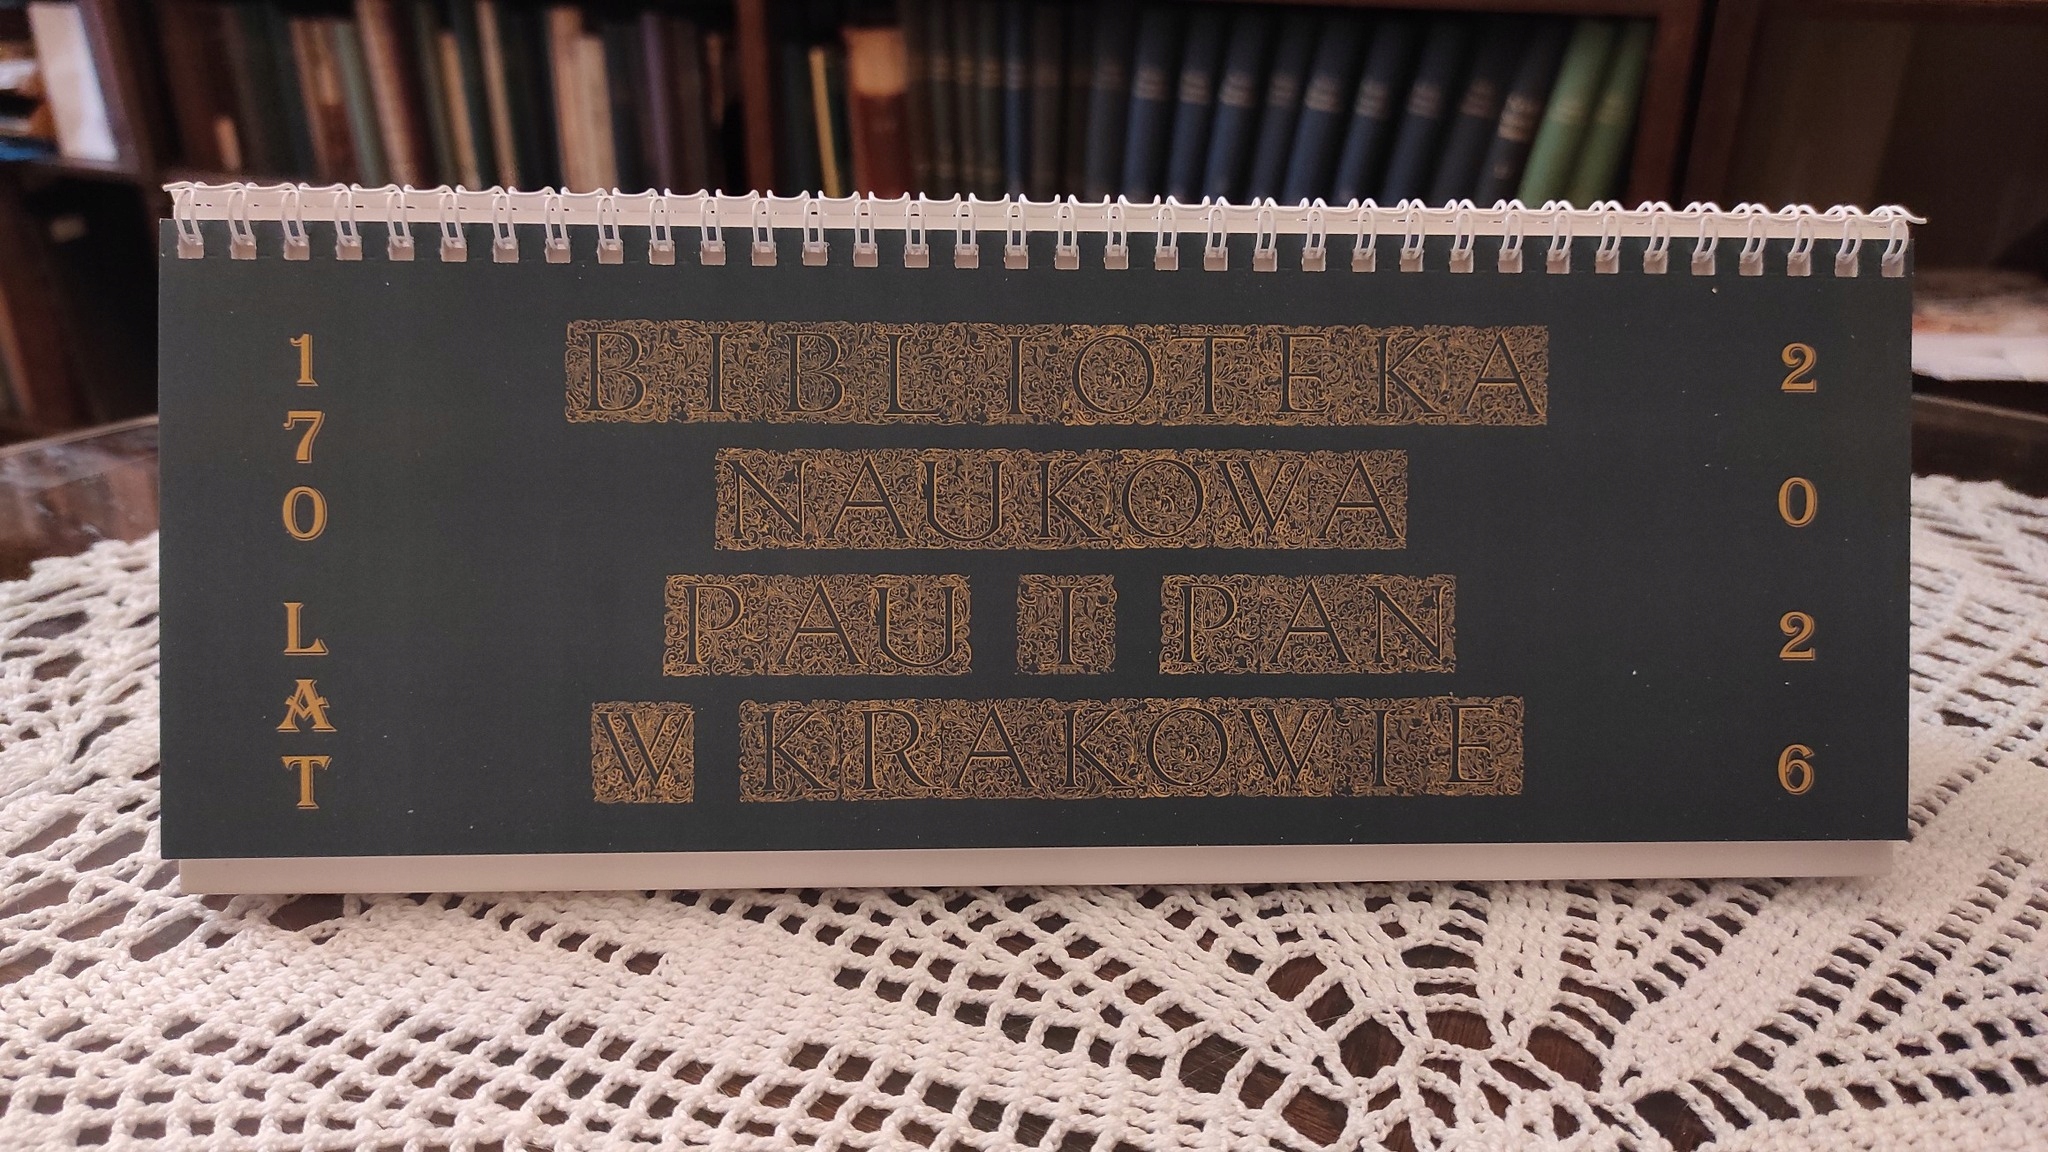 170 LAT
BIBLIOTEKA
NAUKOWA
PAU I PAN
W KRAKOWIE
2026